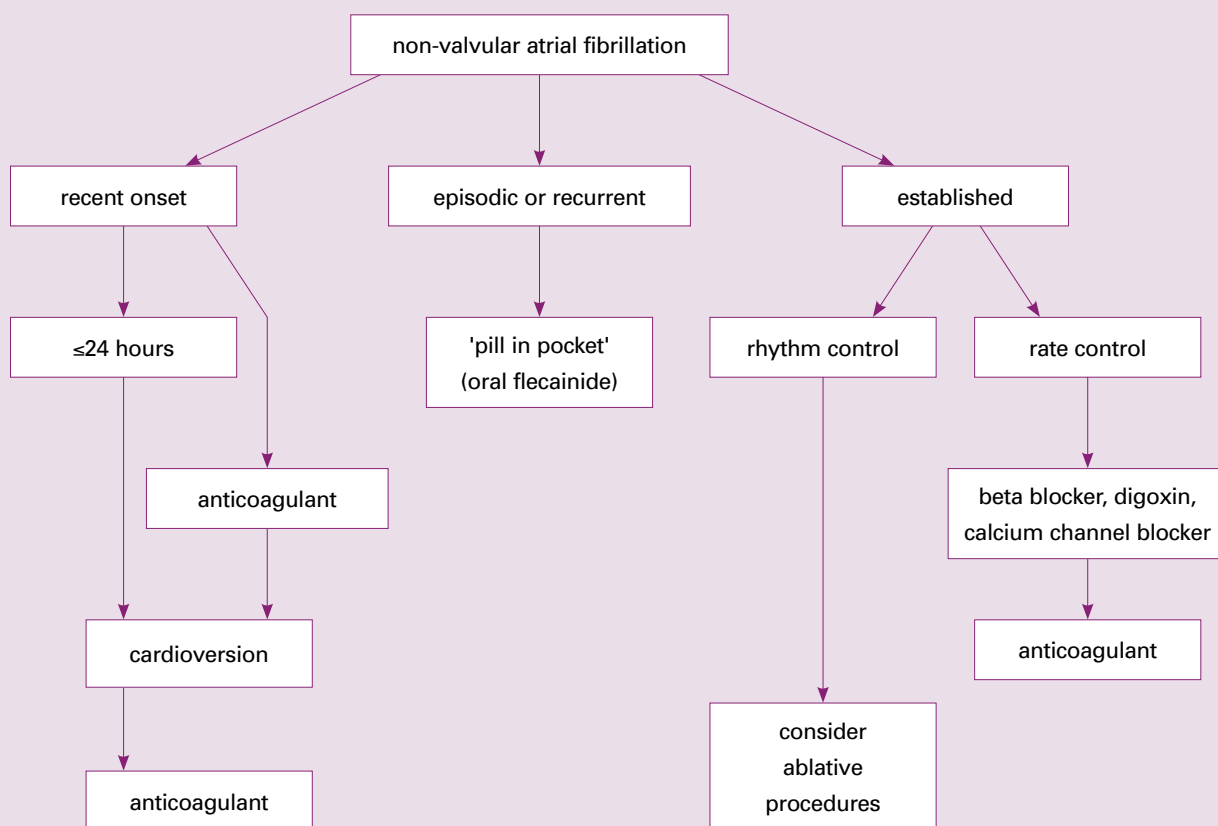 non-valvular atrial fibrillation
recent onset
episodic or recurrent
established
≤24 hours
'pill in pocket'
(oral flecainide)
rhythm control
rate control
anticoagulant
beta blocker, digoxin,
calcium channel blocker
cardioversion
anticoagulant
consider
ablative
procedures
anticoagulant